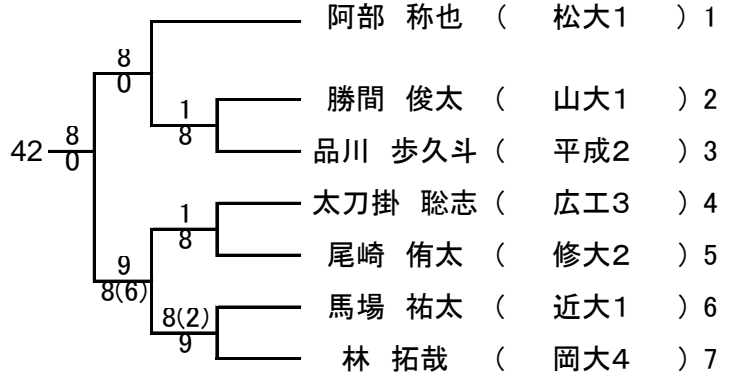 阿部 称也 ( 松大1 ) 1
8
0
勝間 俊太 ( 山大1 ) 2
1
8
42
8
0
品川 歩久斗 ( 平成2 ) 3
太刀掛 聡志 ( 広工3 ) 4
1
8
尾崎 侑太 ( 修大2 ) 5
9
8(6)
馬場 祐太 ( 近大1 ) 6
8(2)
9
林 拓哉 ( 岡大4 ) 7